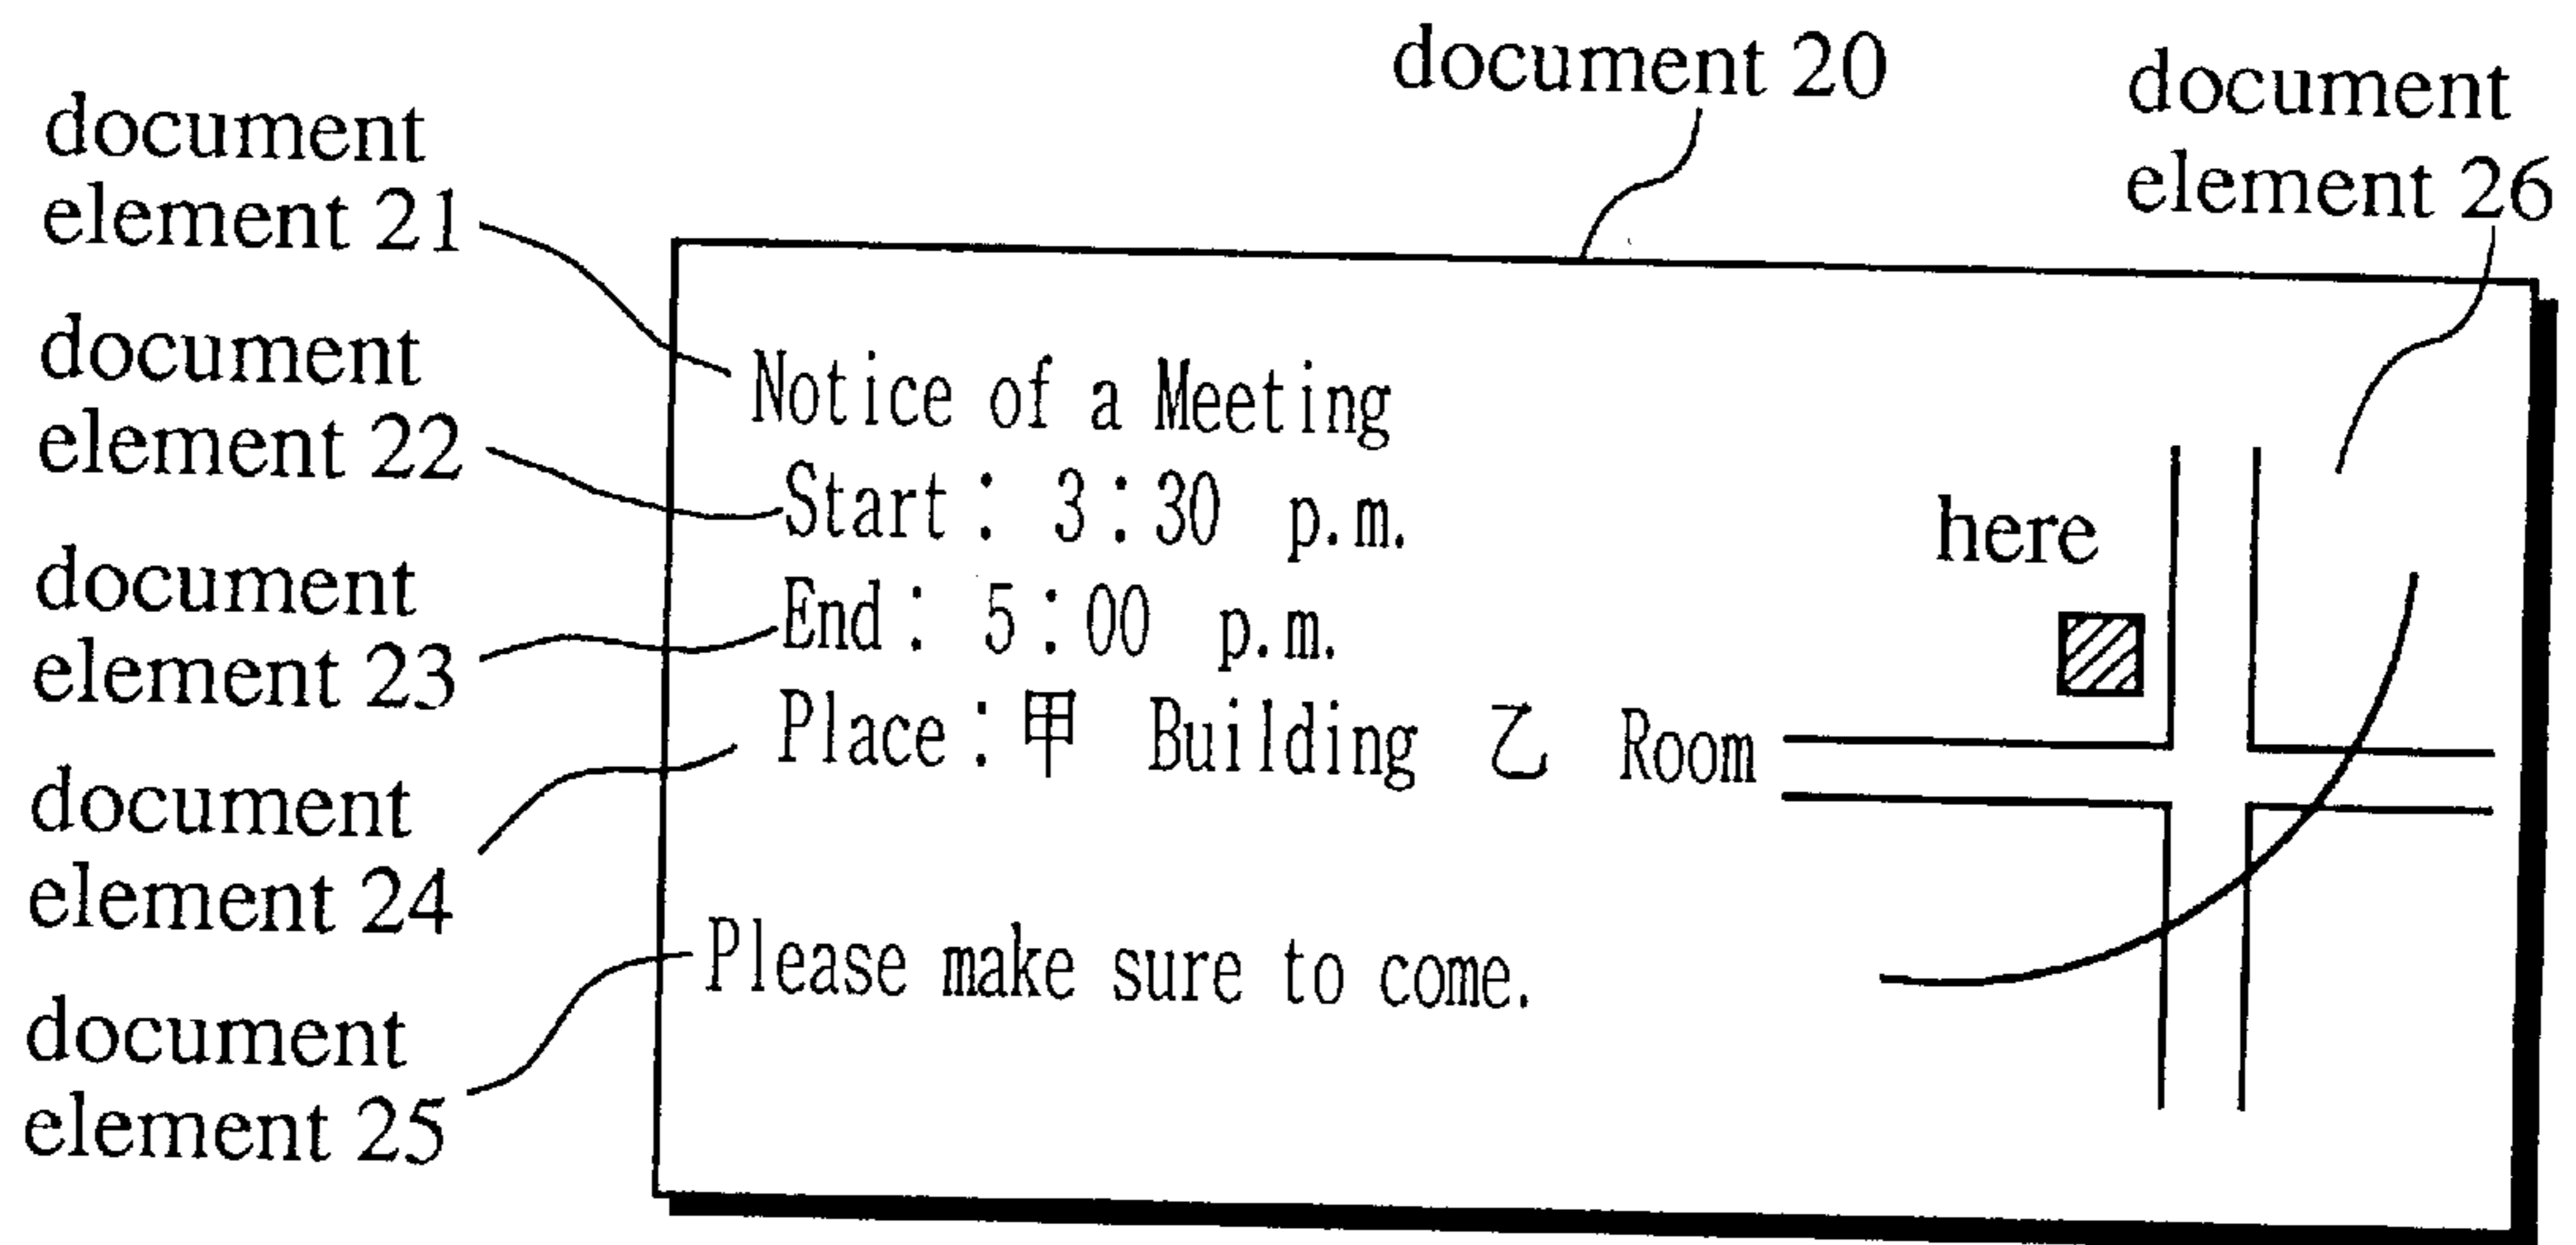 document 20
document
element 26
document
element 21
document
element 22
document
element 23
document
element 24
document
element 25
Notice of a Meeting
Start: 3:30 p.m.
End: 5:00 p.m.
Place:甲 Building 乙 Room
Please make sure to come.
here